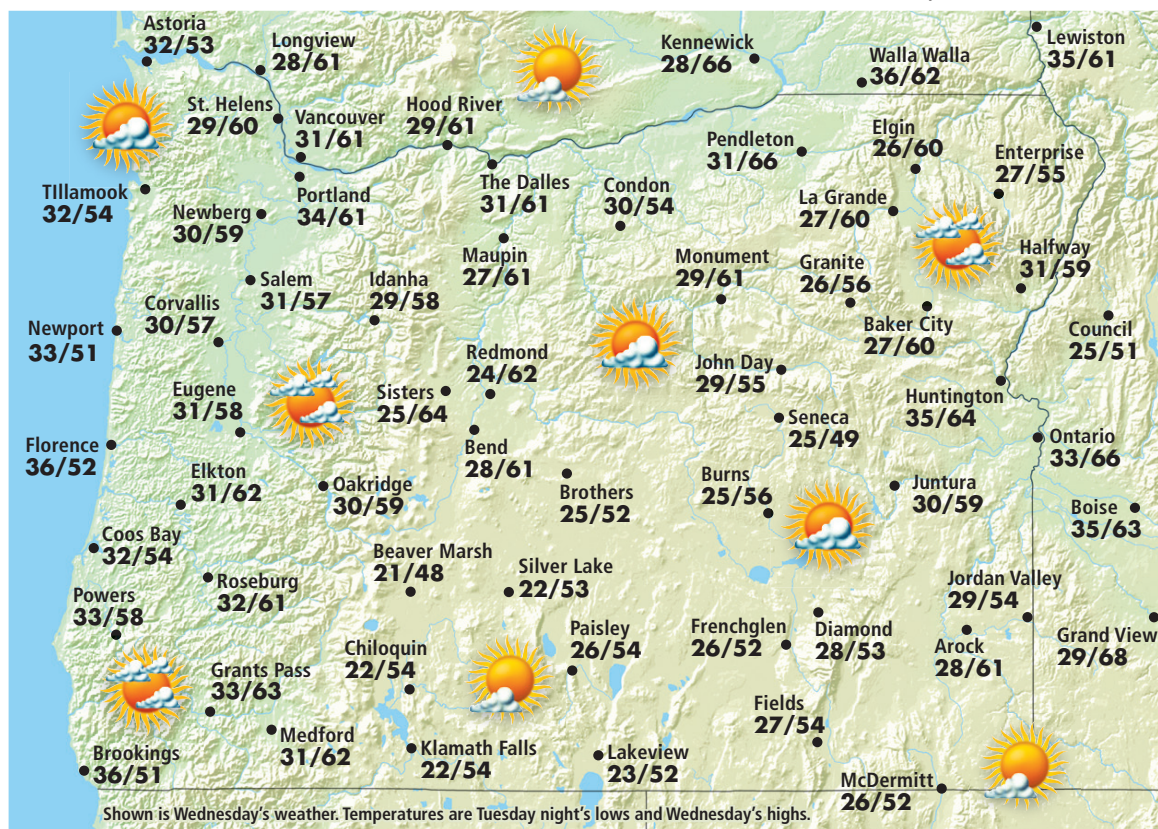 Astoria
32/53
Longview
28/61
Kennewick
28/66
Walla Walla
36/62
Lewiston
35/61
St. Helens
29/60
Vancouver
31/61
Hood River
29/61
Pendleton
31/66
Elgin
26/60
Enterprise
27/55
TIllamook
32/54
Newberg
30/59
Portland
34/61
The Dalles
31/61
Condon
30/54
La Grande
27/60
Maupin
27/61
Monument
29/61
Granite
26/56
Halfway
31/59
Salem
31/57
Idanha
29/58
Corvallis
30/57
Newport
33/51
Baker City
27/60
Council
25/51
Redmond
24/62
John Day
29/55
Eugene
31/58
Sisters
25/64
Huntington
35/64
Seneca
25/49
Florence
36/52
Bend
28/61
Ontario
33/66
Elkton
31/62
Oakridge
30/59
Brothers
25/52
Burns
25/56
Juntura
30/59
Boise
35/63
Coos Bay
32/54
Beaver Marsh
21/48
Silver Lake
22/53
Roseburg
32/61
Jordan Valley
29/54
Powers
33/58
Chiloquin
22/54
Paisley
26/54
Frenchglen
26/52
Diamond
28/53
Arock
28/61
Grand View
29/68
Grants Pass
33/63
Fields
27/54
Medford
31/62
Klamath Falls
22/54
Lakeview
23/52
Brookings
36/51
McDermitt
26/52
Shown is Wednesday's weather. Temperatures are Tuesday night's lows and Wednesday's highs.